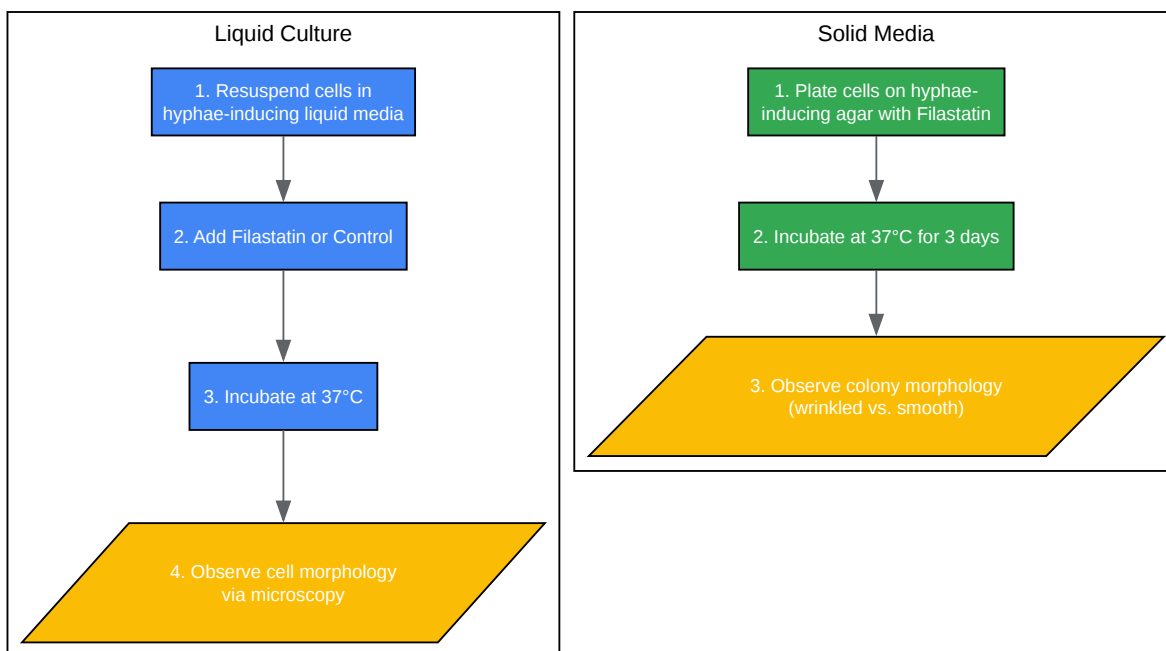 Liquid Culture
1. Resuspend cells in
hyphae-inducing liquid media
2. Add Filastatin or Control
3. Incubate at 37°C
4. Observe cell morphology
via microscopy
Solid Media
1. Plate cells on hyphae-
inducing agar with Filastatin
2. Incubate at 37°C for 3 days
3. Observe colony morphology
(wrinkled vs. smooth)